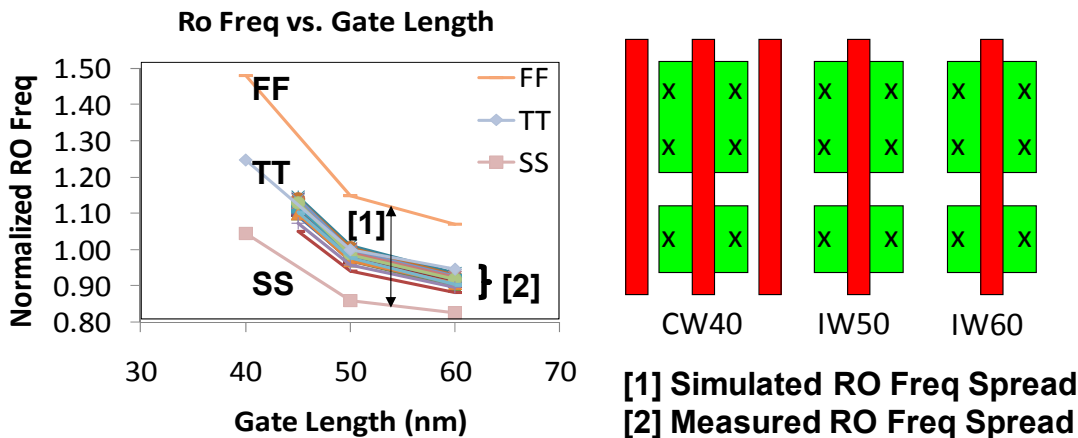 Ro Freq vs. Gate Length
Normalized RO Freq
1.50
1.40
1.30
1.20
1.10
1.00
0.90
0.80
30 40 50 60 70
Gate Length (nm)
FF
TT
SS
[1]
[2]
FF
TT
SS
X X
X X
X X
X X
X X
X X
X X
X X
X X
CW40 IW50 IW60
[1] Simulated RO Freq Spread
[2] Measured RO Freq Spread